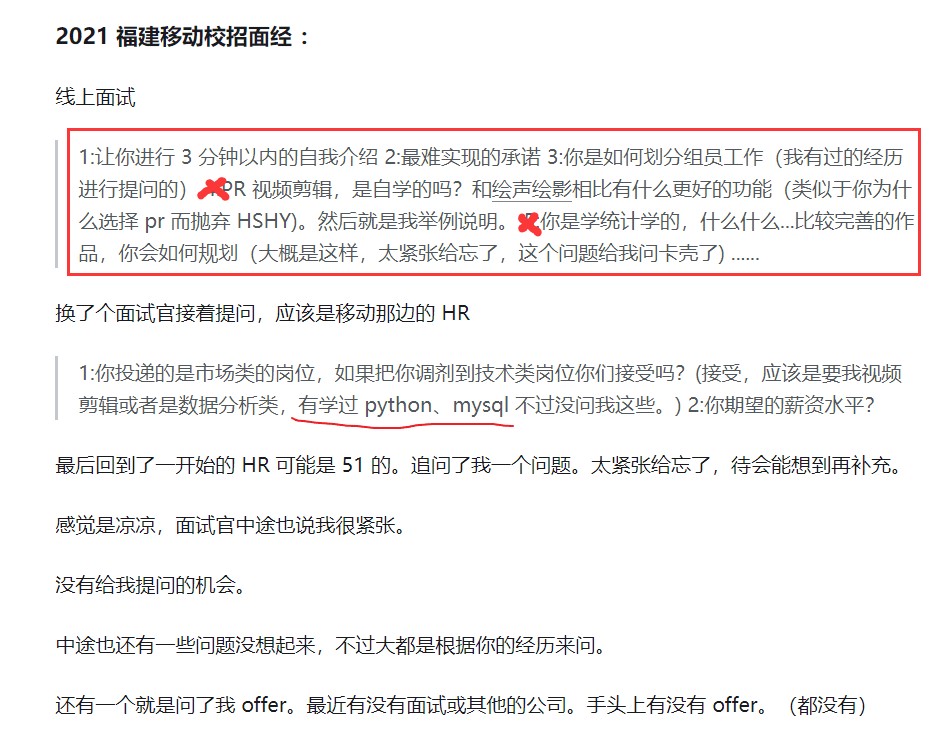 2021 福建移动校招面经：
线上面试
1:让你进行 3 分钟以内的自我介绍 2:最难实现的承诺 3:你是如何划分组员工作（我有过的经历
进行提问的） PR 视频剪辑，是自学的吗？和绘声绘影相比有什么更好的功能（类似于你为什
么选择 pr 而抛弃 HSHY)。然后就是我举例说明。 你是学统计学的，什么什么...比较完善的作
品，你会如何规划（大概是这样，太紧张给忘了，这个问题给我问卡壳了) ......
换了个面试官接着提问，应该是移动那边的 HR
1:你投递的是市场类的岗位，如果把你调剂到技术类岗位你们接受吗？(接受，应该是要我视频
剪辑或者是数据分析类，有学过 python、mysql 不过没问我这些。) 2:你期望的薪资水平？
最后回到了一开始的 HR 可能是 51 的。追问了我一个问题。太紧张给忘了，待会能想到再补充。
感觉是凉凉，面试官中途也说我很紧张。
没有给我提问的机会。
中途也还有一些问题没想起来，不过大都是根据你的经历来问。
还有一个就是问了我 offer。最近有没有面试或其他的公司。手头上有没有 offer。（都没有）